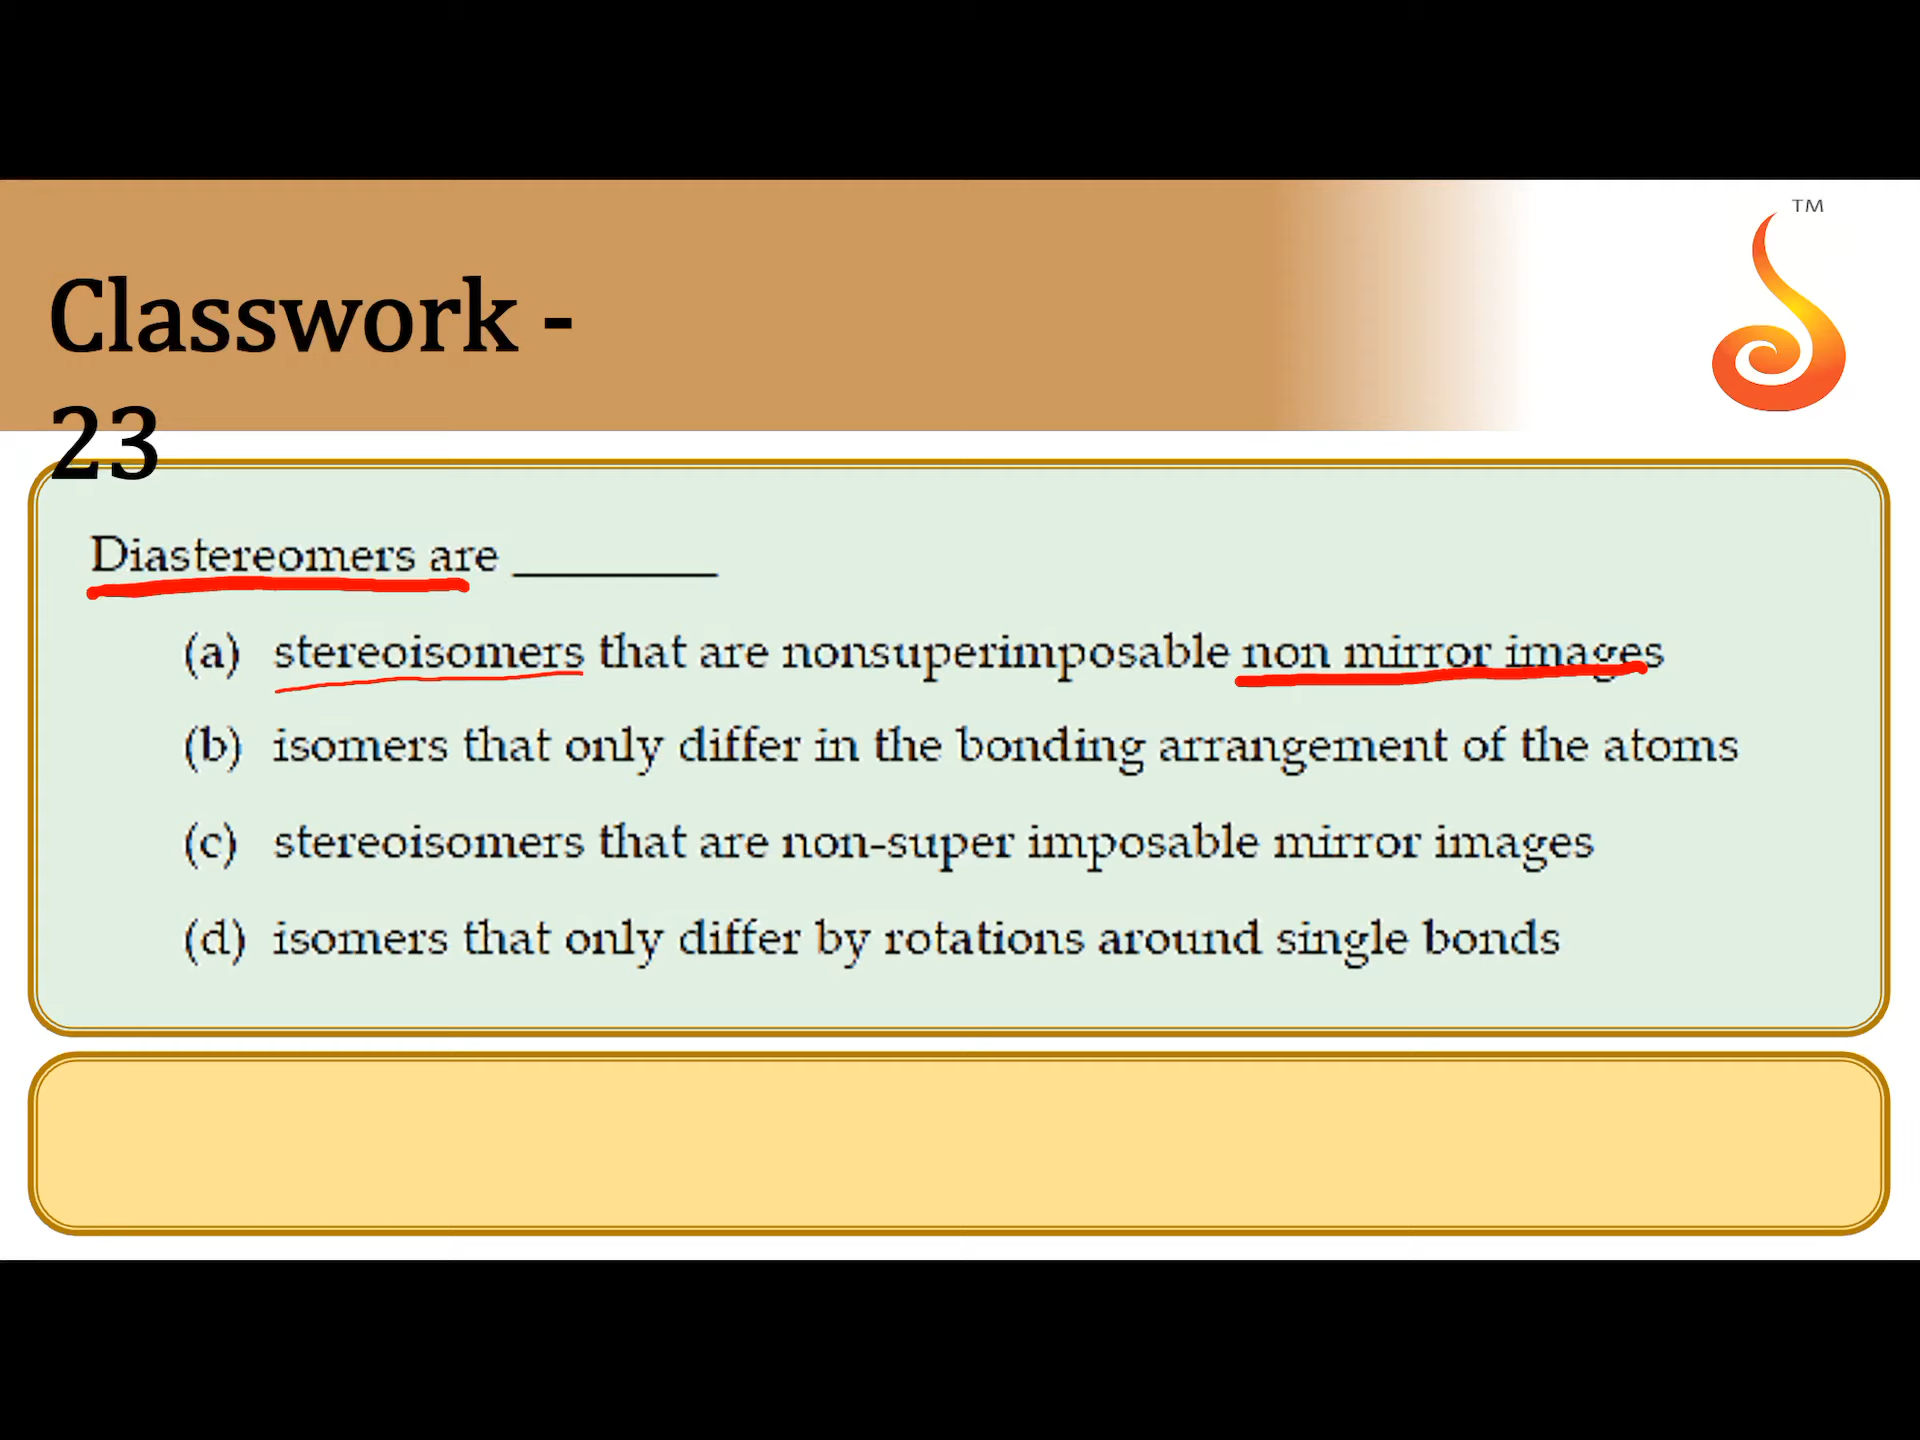 TM
Classwork -
23
Diastereomers are ________
(a) stereoisomers that are nonsuperimposable non mirror images
(b) isomers that only differ in the bonding arrangement of the atoms
(c) stereoisomers that are non-super imposable mirror images
(d) isomers that only differ by rotations around single bonds